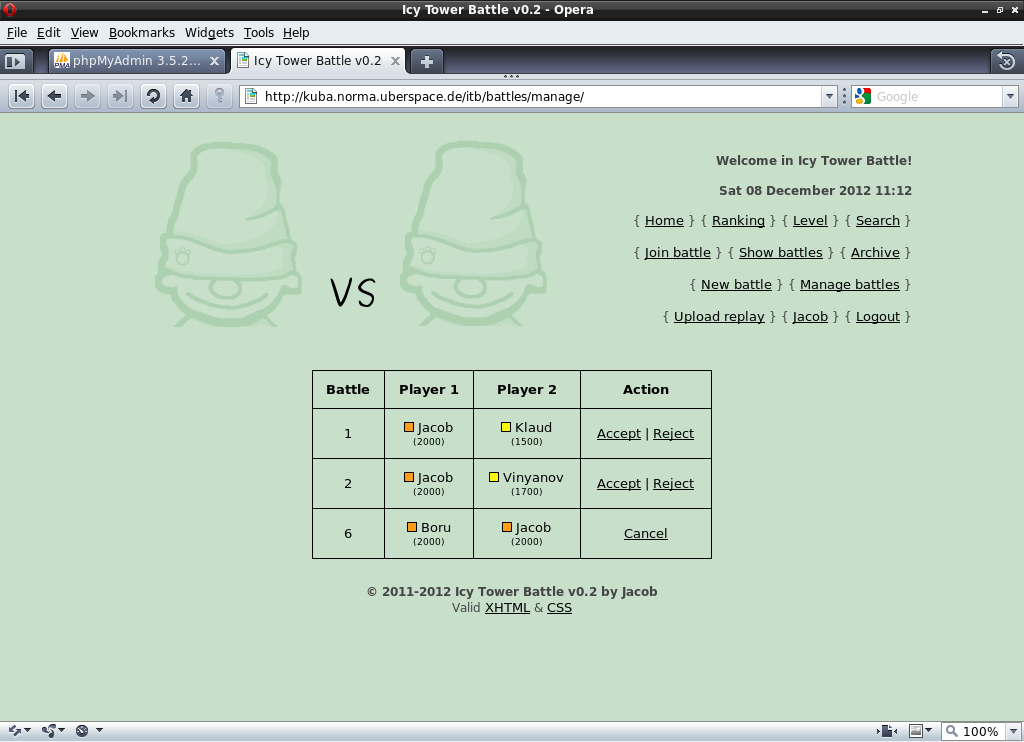 Icy Tower Battle v0.2 - Opera
File Edit View Bookmarks Widgets Tools Help
phpMyAdmin 3.5.2... Icy Tower Battle v0.2
http://kuba.norma.uberspace.de/itb/battles/manage/ Google
Welcome in Icy Tower Battle!
Sat 08 December 2012 11:12
{ Home } { Ranking } { Level } { Search }
{ Join battle } { Show battles } { Archive }
{ New battle } { Manage battles }
VS
{ Upload replay } { Jacob } { Logout }
Battle Player 1 Player 2 Action
1 Jacob Klaud Accept | Reject
(2000) (1500)
2 Jacob Vinyanov Accept | Reject
(2000) (1700)
6 Boru Jacob Cancel
(2000) (2000)
© 2011-2012 Icy Tower Battle v0.2 by Jacob
Valid XHTML & CSS
100%